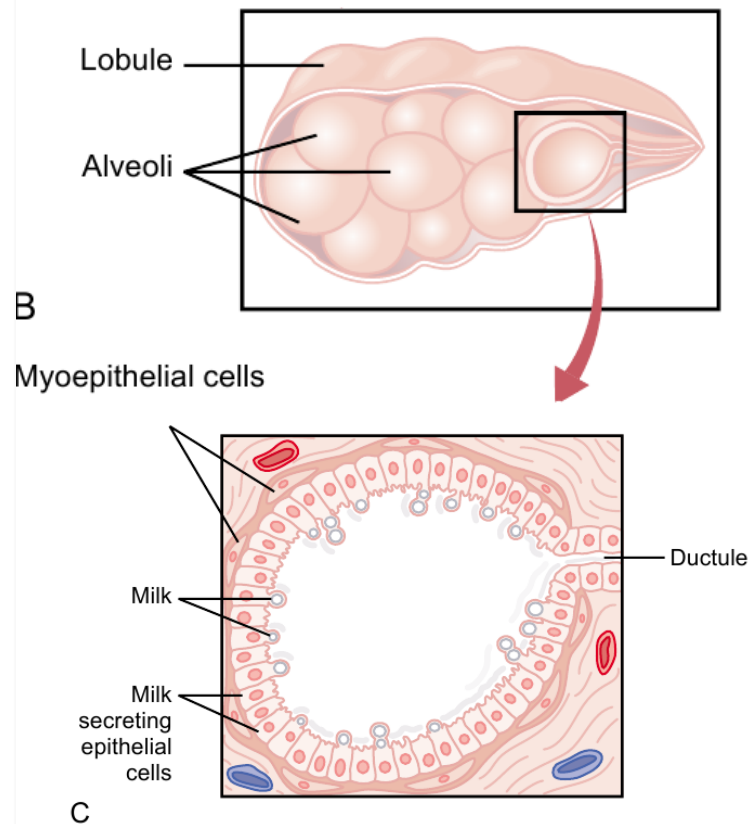 Lobule
Alveoli
B
Myoepithelial cells
Ductule
Milk
Milk
secreting
epithelial
cells
C